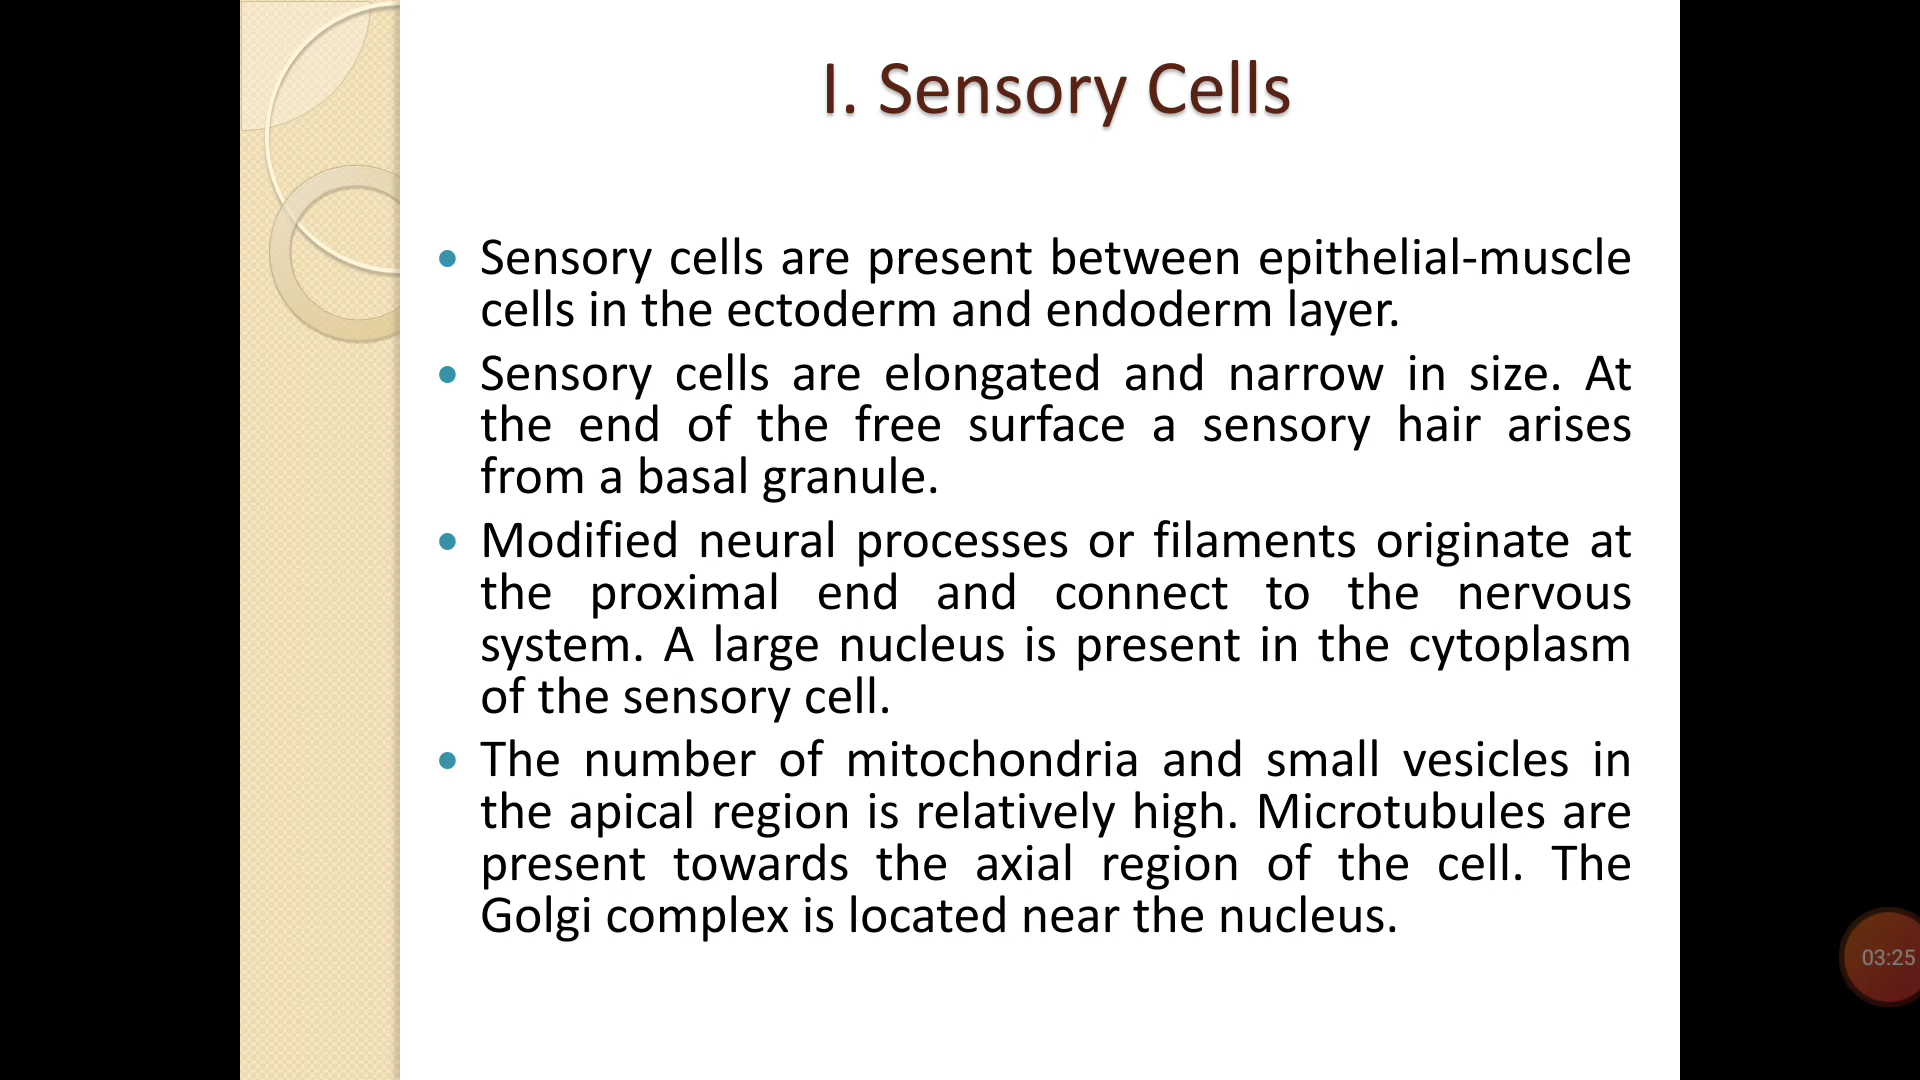 I. Sensory Cells
• Sensory cells are present between epithelial-muscle
cells in the ectoderm and endoderm layer.
• Sensory cells are elongated and narrow in size. At
the end of the free surface a sensory hair arises
from a basal granule.
• Modified neural processes or filaments originate at
the proximal end and connect to the nervous
system. A large nucleus is present in the cytoplasm
of the sensory cell.
• The number of mitochondria and small vesicles in
the apical region is relatively high. Microtubules are
present towards the axial region of the cell. The
Golgi complex is located near the nucleus.
03:25